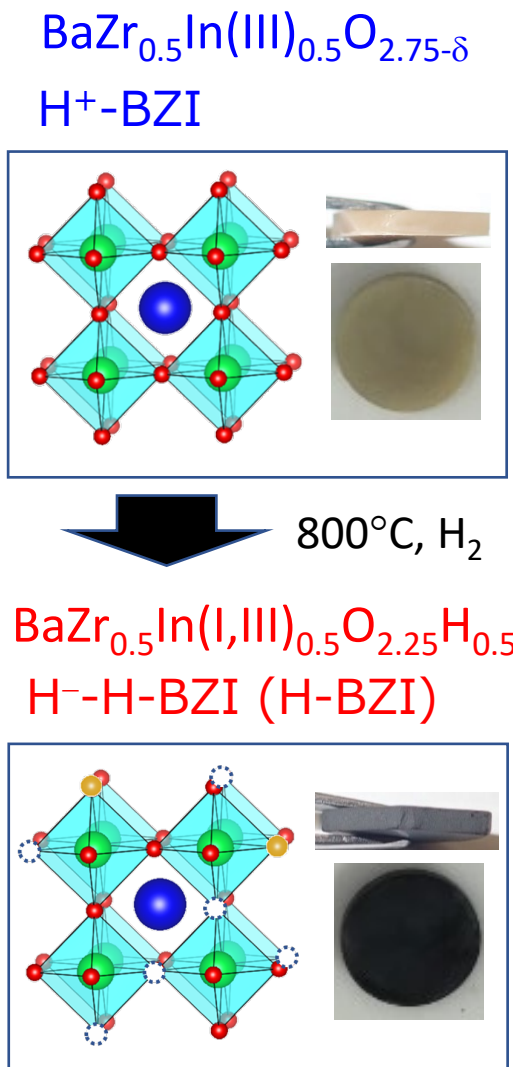 BaZr₀.₅In(III)₀.₅O₂.₇₅₋δ
H⁺-BZI
800°C, H₂
BaZr₀.₅In(I,III)₀.₅O₂.₂₅H₀.₅
H⁻-H-BZI (H-BZI)